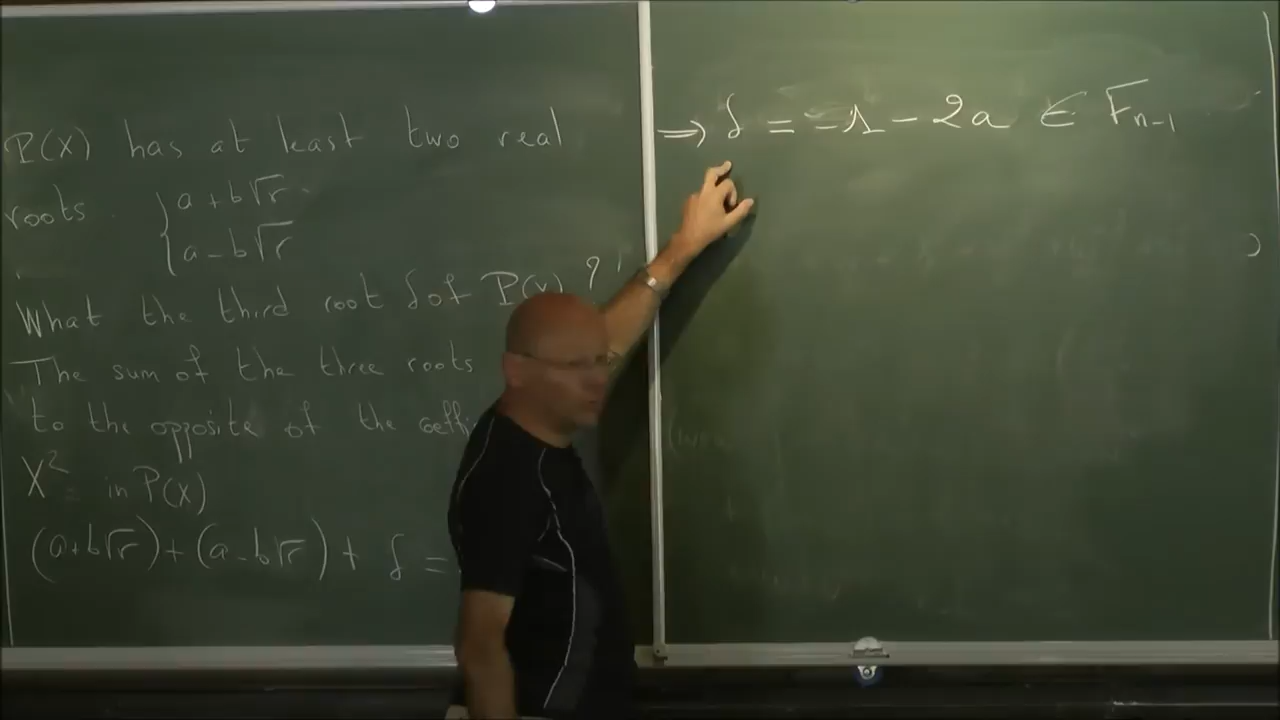 P(X) has at least two real
roots. { a + b√r
a - b√r
What the third root δ of P(X) ?
The sum of the three roots
to the opposite of the
X² in P(X)
(a+b√r)+(a-b√r)+ δ =
⇒ δ = -1 - 2a ∈ Fn-1